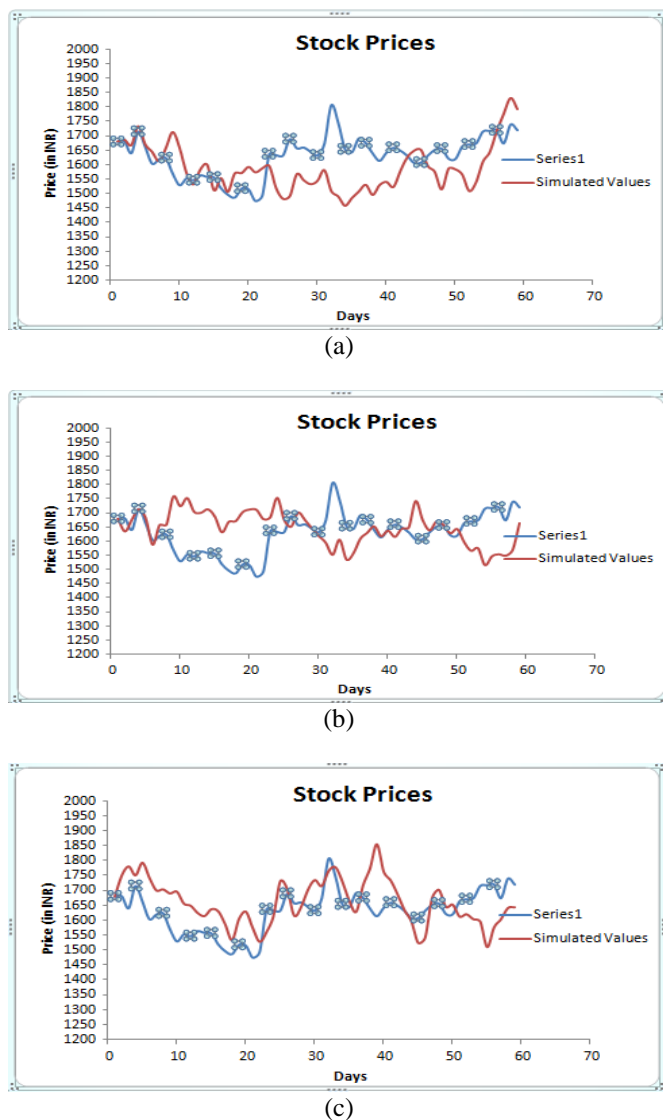 Stock Prices
Price (in INR)
2000
1900
1800
1700
1600
1500
1400
1300
1200
0 10 20 30 40 50 60 70
Days
Series1
Simulated Values
(a)
Stock Prices
Price (in INR)
2000
1900
1800
1700
1600
1500
1400
1300
1200
0 10 20 30 40 50 60 70
Days
Series1
Simulated Values
(b)
Stock Prices
Price (in INR)
2000
1900
1800
1700
1600
1500
1400
1300
1200
0 10 20 30 40 50 60 70
Days
Series1
Simulated Values
(c)